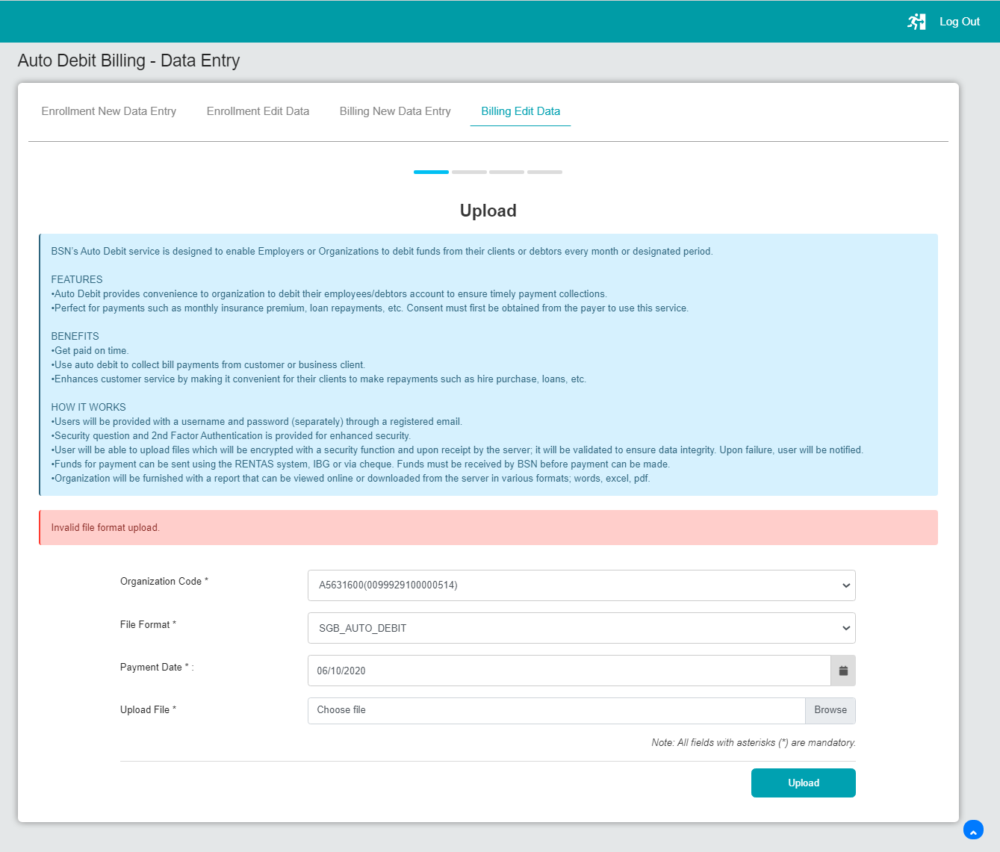 Log Out
Auto Debit Billing - Data Entry
Enrollment New Data Entry
Enrollment Edit Data
Billing New Data Entry
Billing Edit Data
Upload
BSN's Auto Debit service is designed to enable Employers or Organizations to debit funds from their clients or debtors every month or designated period.
FEATURES
•Auto Debit provides convenience to organization to debit their employees/debtors account to ensure timely payment collections.
•Perfect for payments such as monthly insurance premium, loan repayments, etc. Consent must first be obtained from the payer to use this service.
BENEFITS
•Get paid on time.
•Use auto debit to collect bill payments from customer or business client.
•Enhances customer service by making it convenient for their clients to make repayments such as hire purchase, loans, etc.
HOW IT WORKS
•Users will be provided with a username and password (separately) through a registered email.
•Security question and 2nd Factor Authentication is provided for enhanced security.
•User will be able to upload files which will be encrypted with a security function and upon receipt by the server; it will be validated to ensure data integrity. Upon failure, user will be notified.
•Funds for payment can be sent using the RENTAS system, IBG or via cheque. Funds must be received by BSN before payment can be made.
•Organization will be furnished with a report that can be viewed online or downloaded from the server in various formats; words, excel, pdf.
Invalid file format upload.
Organization Code *
A5631600(0099929100000514)
File Format *
SGB_AUTO_DEBIT
Payment Date * :
06/10/2020
Upload File *
Choose file
Browse
Note: All fields with asterisks (*) are mandatory.
Upload